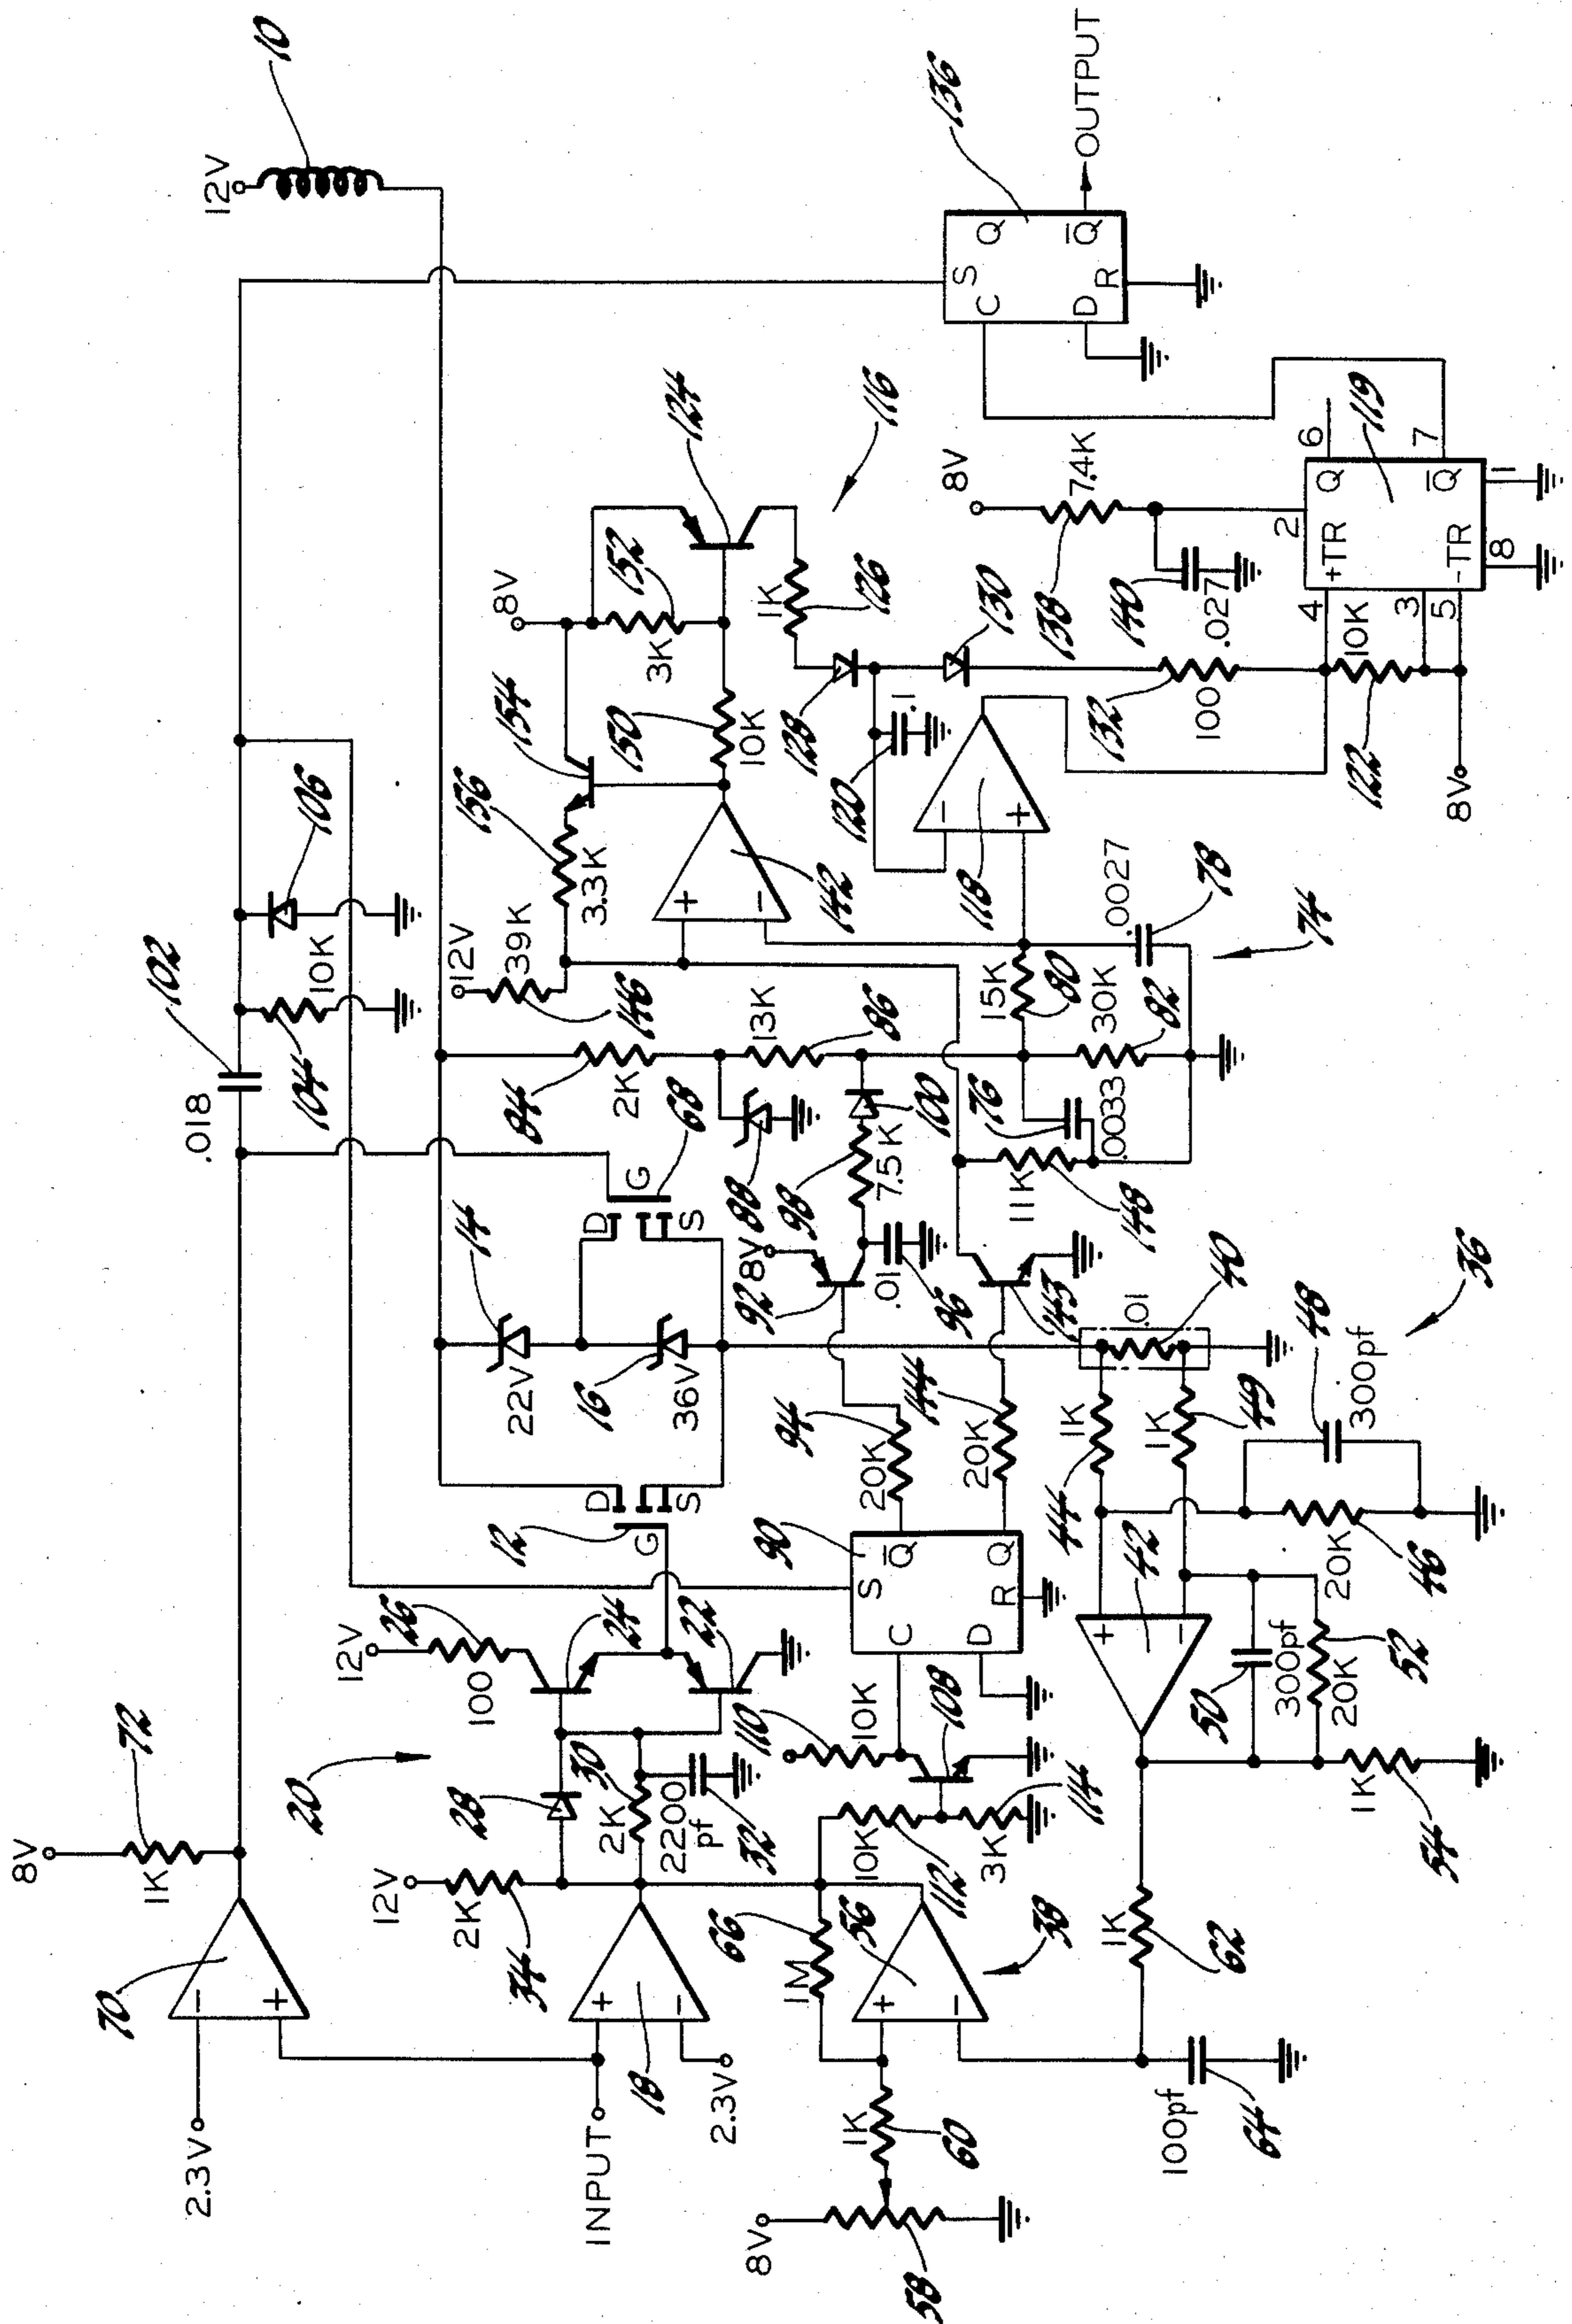 8V
72
1K
70
−
+
2.3V
.018
102
104
10K
106
12V
10
20
12V
34
2K
28
2K
30
2200
pf
32
12V
26
100
24
22
INPUT
+
−
18
2.3V
12
D
G
S
14
22V
16
36V
D
G
S
68
84
2K
88
86
13K
12V
39K
146
156
3.3K
154
8V
152
3K
150
10K
124
116
1K
126
+
−
142
128
120
.1
130
8V
58
1K
60
66
1M
56
+
−
38
10K
112
110
10K
108
3K
114
90
S
C
Q̄
D
Q
R
94
20K
144
20K
92
8V
.01
96
98
7.5K
100
76
.0033
11K
148
143
15K
80
30K
82
.0027
78
74
118
−
+
132
100
122
10K
8V
138
7.4K
8V
140
.027
4
+TR
2
Q
6
3
5
-TR
Q̄
7
8
1
119
136
S
C
Q
D
Q̄
R
OUTPUT
100pf
64
1K
62
42
+
−
50
300pf
52
20K
1K
54
44
1K
1K
49
.01
40
20K
46
48
300pf
36